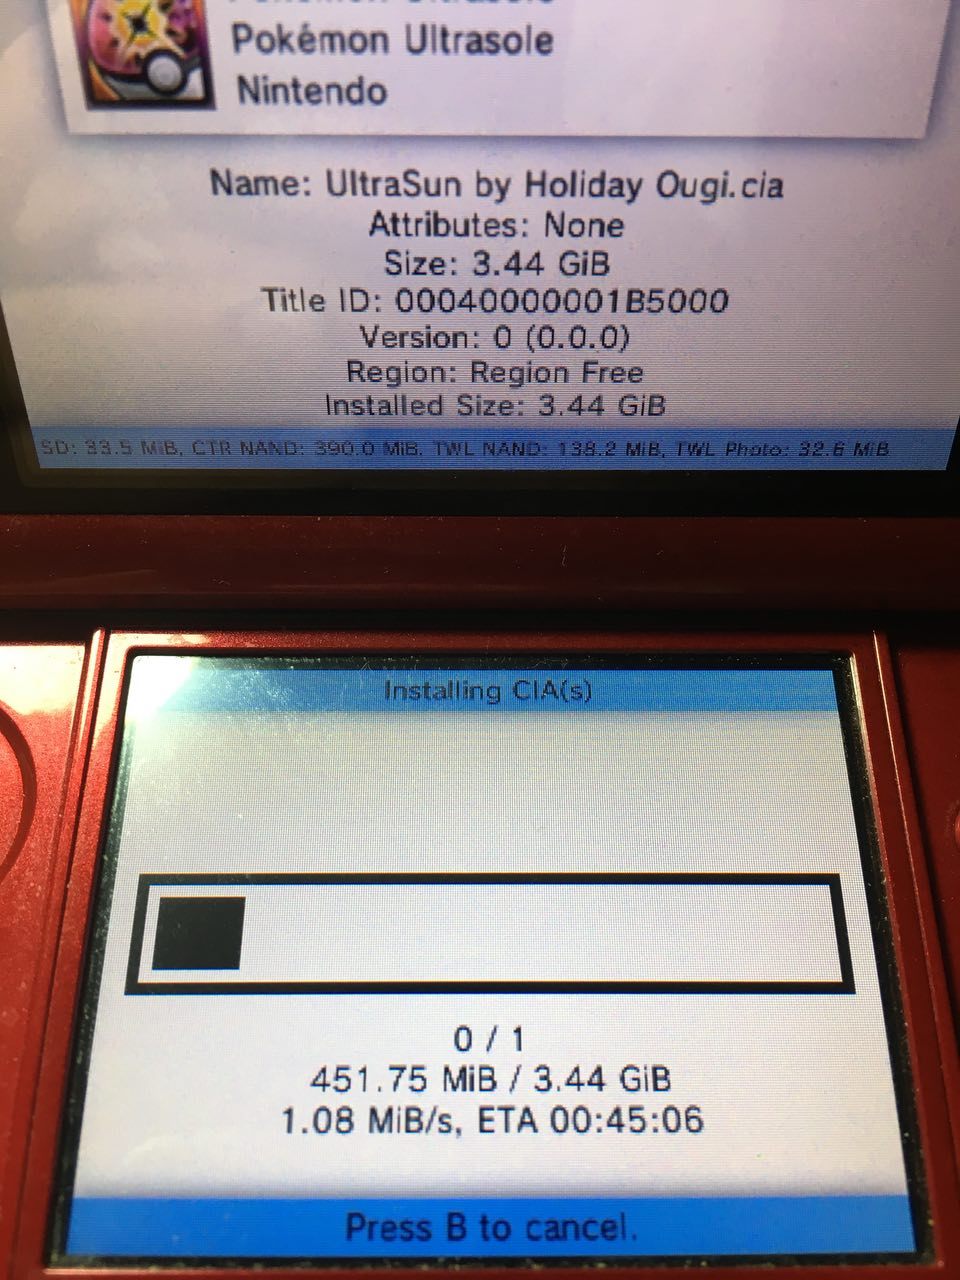 Pokémon Ultrasole
Pokémon Ultrasole
Nintendo
Name: UltraSun by Holiday Ougi.cia
Attributes: None
Size: 3.44 GiB
Title ID: 00040000001B5000
Version: 0 (0.0.0)
Region: Region Free
Installed Size: 3.44 GiB
SD: 33.5 MiB, CTR NAND: 390.0 MiB, TWL NAND: 138.2 MiB, TWL Photo: 32.6 MiB
Installing CIA(s)
0 / 1
451.75 MiB / 3.44 GiB
1.08 MiB/s, ETA 00:45:06
Press B to cancel.